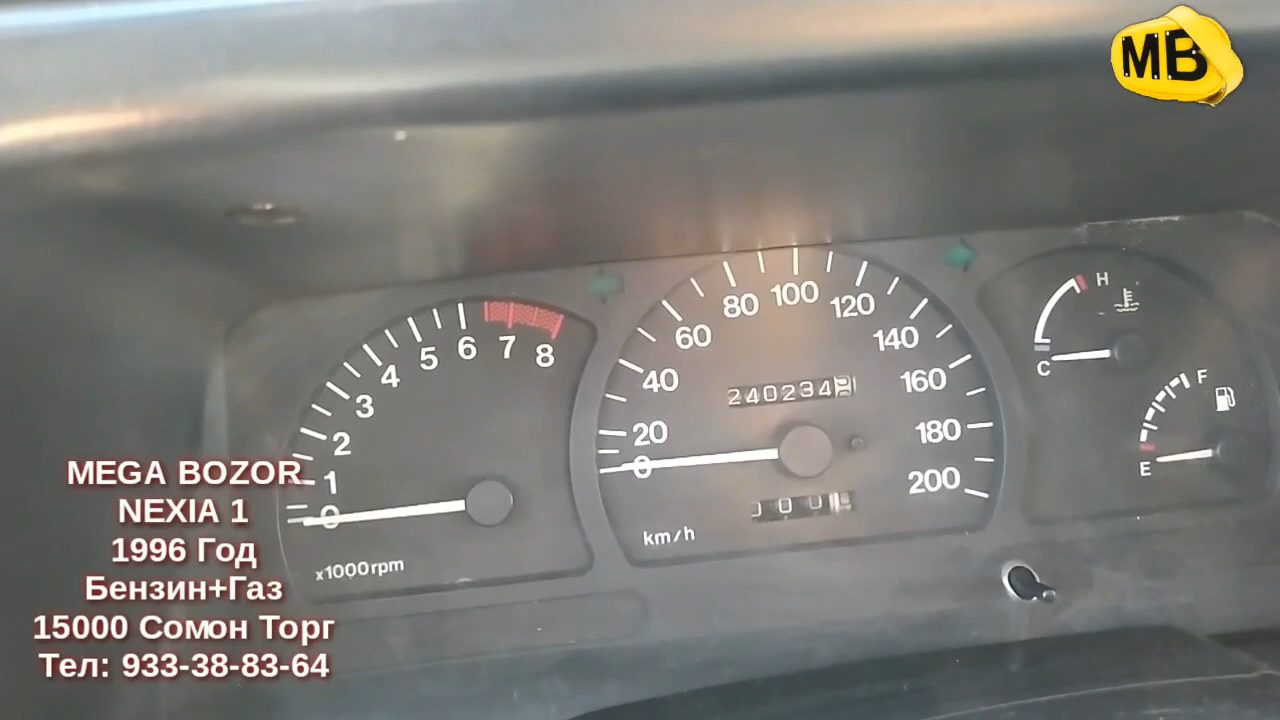 MB
H
C
F
E
0
1
2
3
4
5
6
7
8
x1000rpm
0
20
40
60
80
100
120
140
160
180
200
240234
km/h
MEGA BOZOR
NEXIA 1
1996 Год
Бензин+Газ
15000 Сомон Торг
Тел: 933-38-83-64